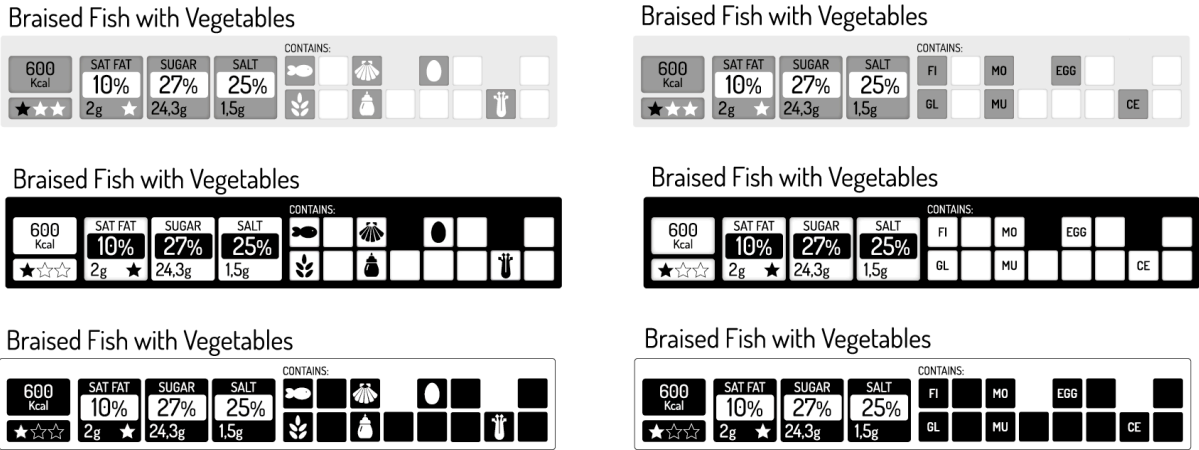 Braised Fish with Vegetables
CONTAINS:
600 Kcal SAT FAT 10% 2g SUGAR 27% 24,3g SALT 25% 1,5g
Braised Fish with Vegetables
CONTAINS:
600 Kcal SAT FAT 10% 2g SUGAR 27% 24,3g SALT 25% 1,5g
FI MO EGG
GL MU CE
Braised Fish with Vegetables
CONTAINS:
600 Kcal SAT FAT 10% 2g SUGAR 27% 24,3g SALT 25% 1,5g
Braised Fish with Vegetables
CONTAINS:
600 Kcal SAT FAT 10% 2g SUGAR 27% 24,3g SALT 25% 1,5g
FI MO EGG
GL MU CE
Braised Fish with Vegetables
CONTAINS:
600 Kcal SAT FAT 10% 2g SUGAR 27% 24,3g SALT 25% 1,5g
Braised Fish with Vegetables
CONTAINS:
600 Kcal SAT FAT 10% 2g SUGAR 27% 24,3g SALT 25% 1,5g
FI MO EGG
GL MU CE